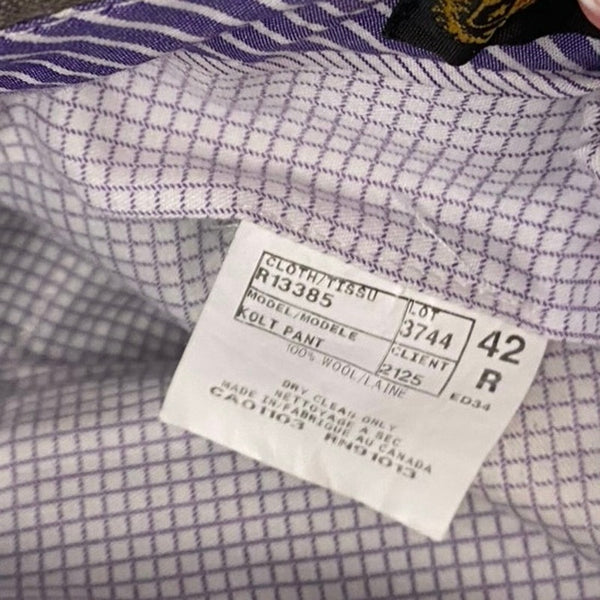 CLOTH/TISSU
R13385
LOT
3744
42
MODEL/MODELE
KOLT PANT
CLIENT
2125
R
100% WOOL/LAINE
ED34
DRY CLEAN ONLY
NETTOYAGE A SEC
MADE IN/FABRIQUE AU CANADA
CA01103 RN91013